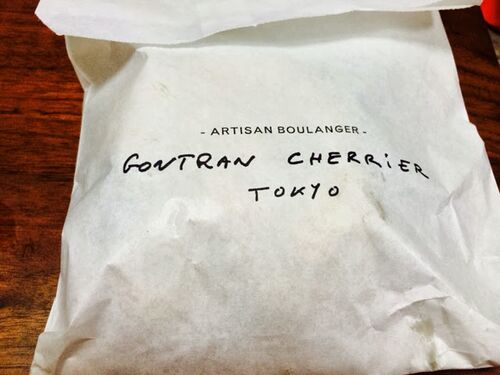 - ARTISAN BOULANGER -
GONTRAN CHERRiER
TOKYO